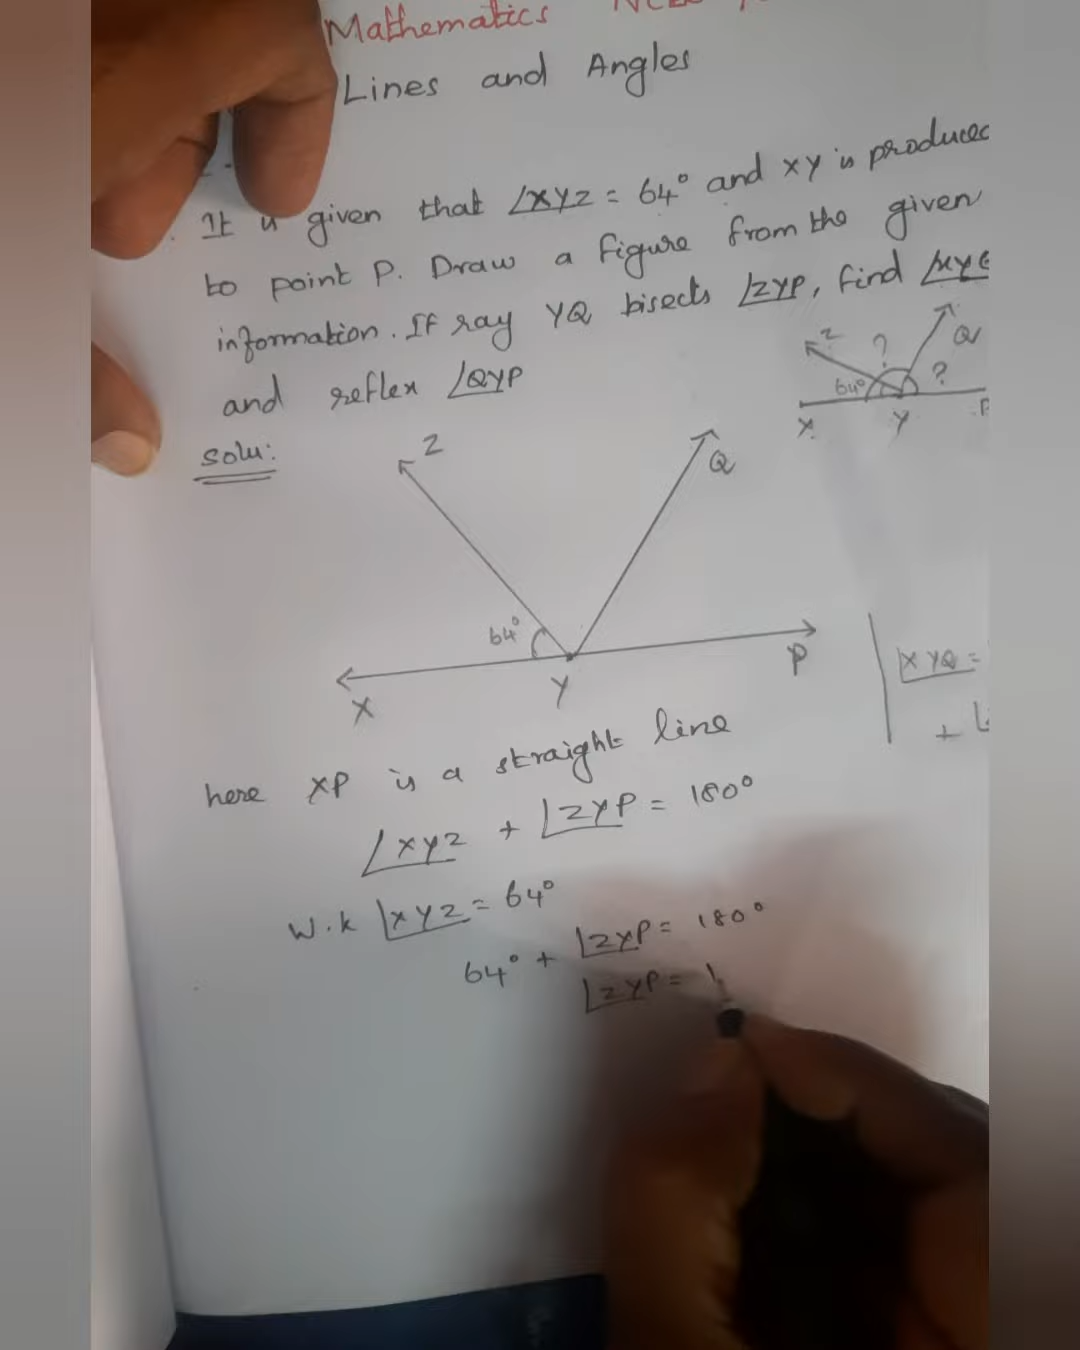 Mathematics
Lines and Angles
It is given that ∠XYZ = 64° and XY is produced
to point P. Draw a figure from the given
information. If ray YQ bisects ∠ZYP, find
and reflex ∠QYP
Z ? Q
64° ?
X Y P
Solu:
Z Q
64°
X Y P
∠XYQ =
+
here XP is a straight line
∠XYZ + ∠ZYP = 180°
W.k ∠XYZ = 64°
64° + ∠ZYP = 180°
∠ZYP = 1